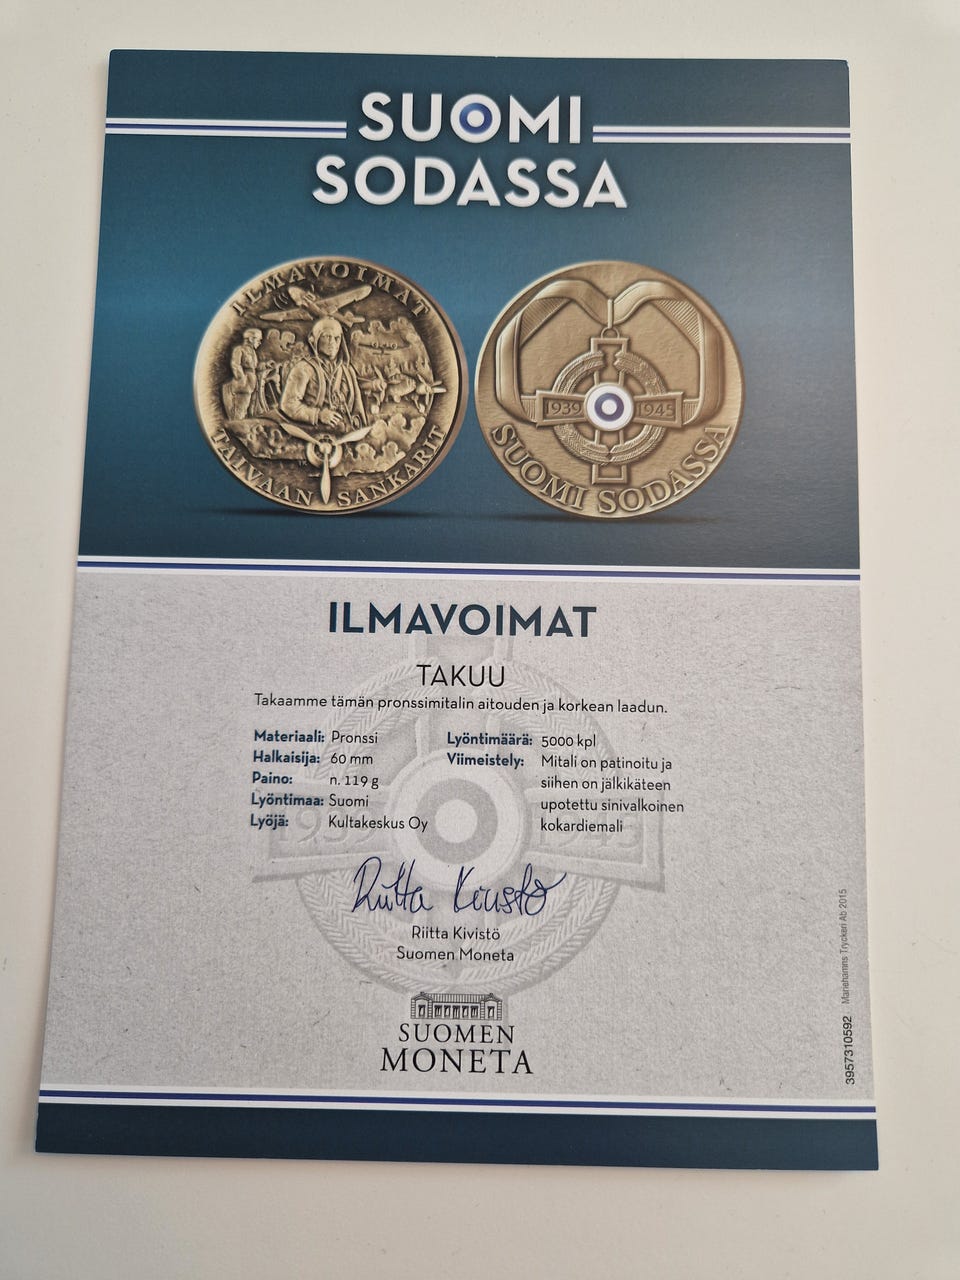 SUOMI
SODASSA
ILMAVOIMAT
TAIVAAN SANKARIT
1939 1945
SUOMI SODASSA
ILMAVOIMAT
TAKUU
Takaamme tämän pronssimitalin aitouden ja korkean laadun.
Materiaali: Pronssi
Halkaisija: 60 mm
Paino: n. 119 g
Lyöntimaa: Suomi
Lyöjä: Kultakeskus Oy
Lyöntimäärä: 5000 kpl
Viimeistely: Mitali on patinoitu ja
siihen on jälkikäteen
upotettu sinivalkoinen
kokardiemali
Riitta Kivistö
Riitta Kivistö
Suomen Moneta
SUOMEN
MONETA
3957310592 Mariehamns Tryckeri Ab 2015